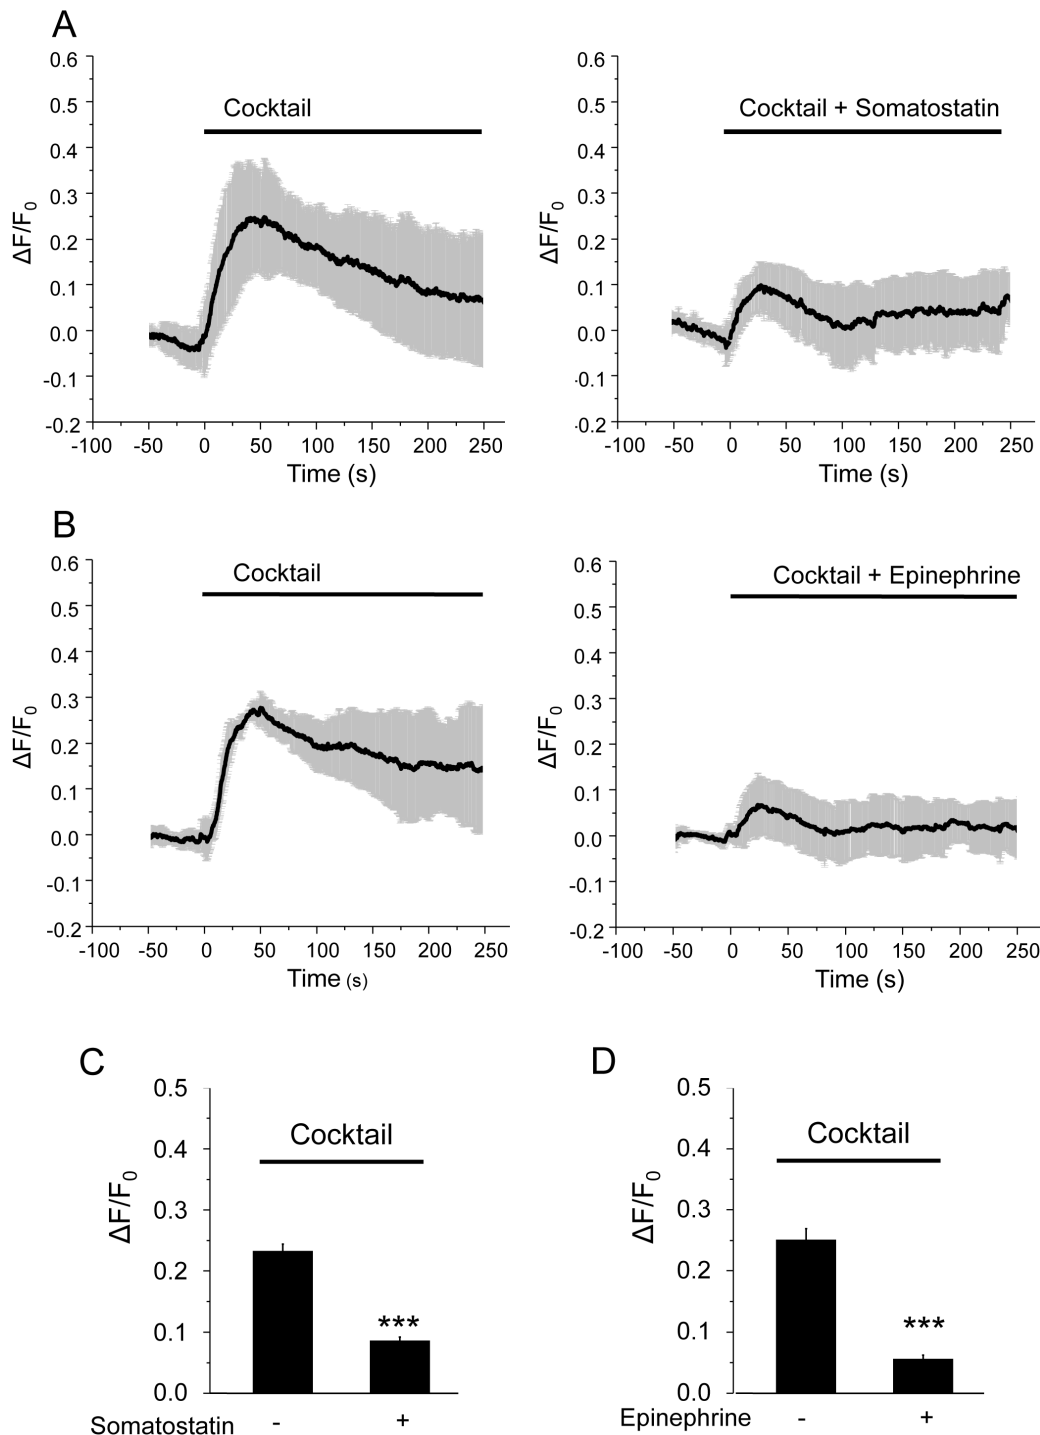 A
0.6
0.5
0.4
0.3
0.2
0.1
0.0
-0.1
-0.2
ΔF/F0
Cocktail
-100 -50 0 50 100 150 200 250
Time (s)
0.6
0.5
0.4
0.3
0.2
0.1
0.0
-0.1
-0.2
ΔF/F0
Cocktail + Somatostatin
-100 -50 0 50 100 150 200 250
Time (s)
B
0.6
0.5
0.4
0.3
0.2
0.1
0.0
-0.1
-0.2
ΔF/F0
Cocktail
-100 -50 0 50 100 150 200 250
Time (s)
0.6
0.5
0.4
0.3
0.2
0.1
0.0
-0.1
-0.2
ΔF/F0
Cocktail + Epinephrine
-100 -50 0 50 100 150 200 250
Time (s)
C
0.5
0.4
0.3
0.2
0.1
0.0
ΔF/F0
Cocktail
***
Somatostatin - +
D
0.5
0.4
0.3
0.2
0.1
0.0
ΔF/F0
Cocktail
***
Epinephrine - +